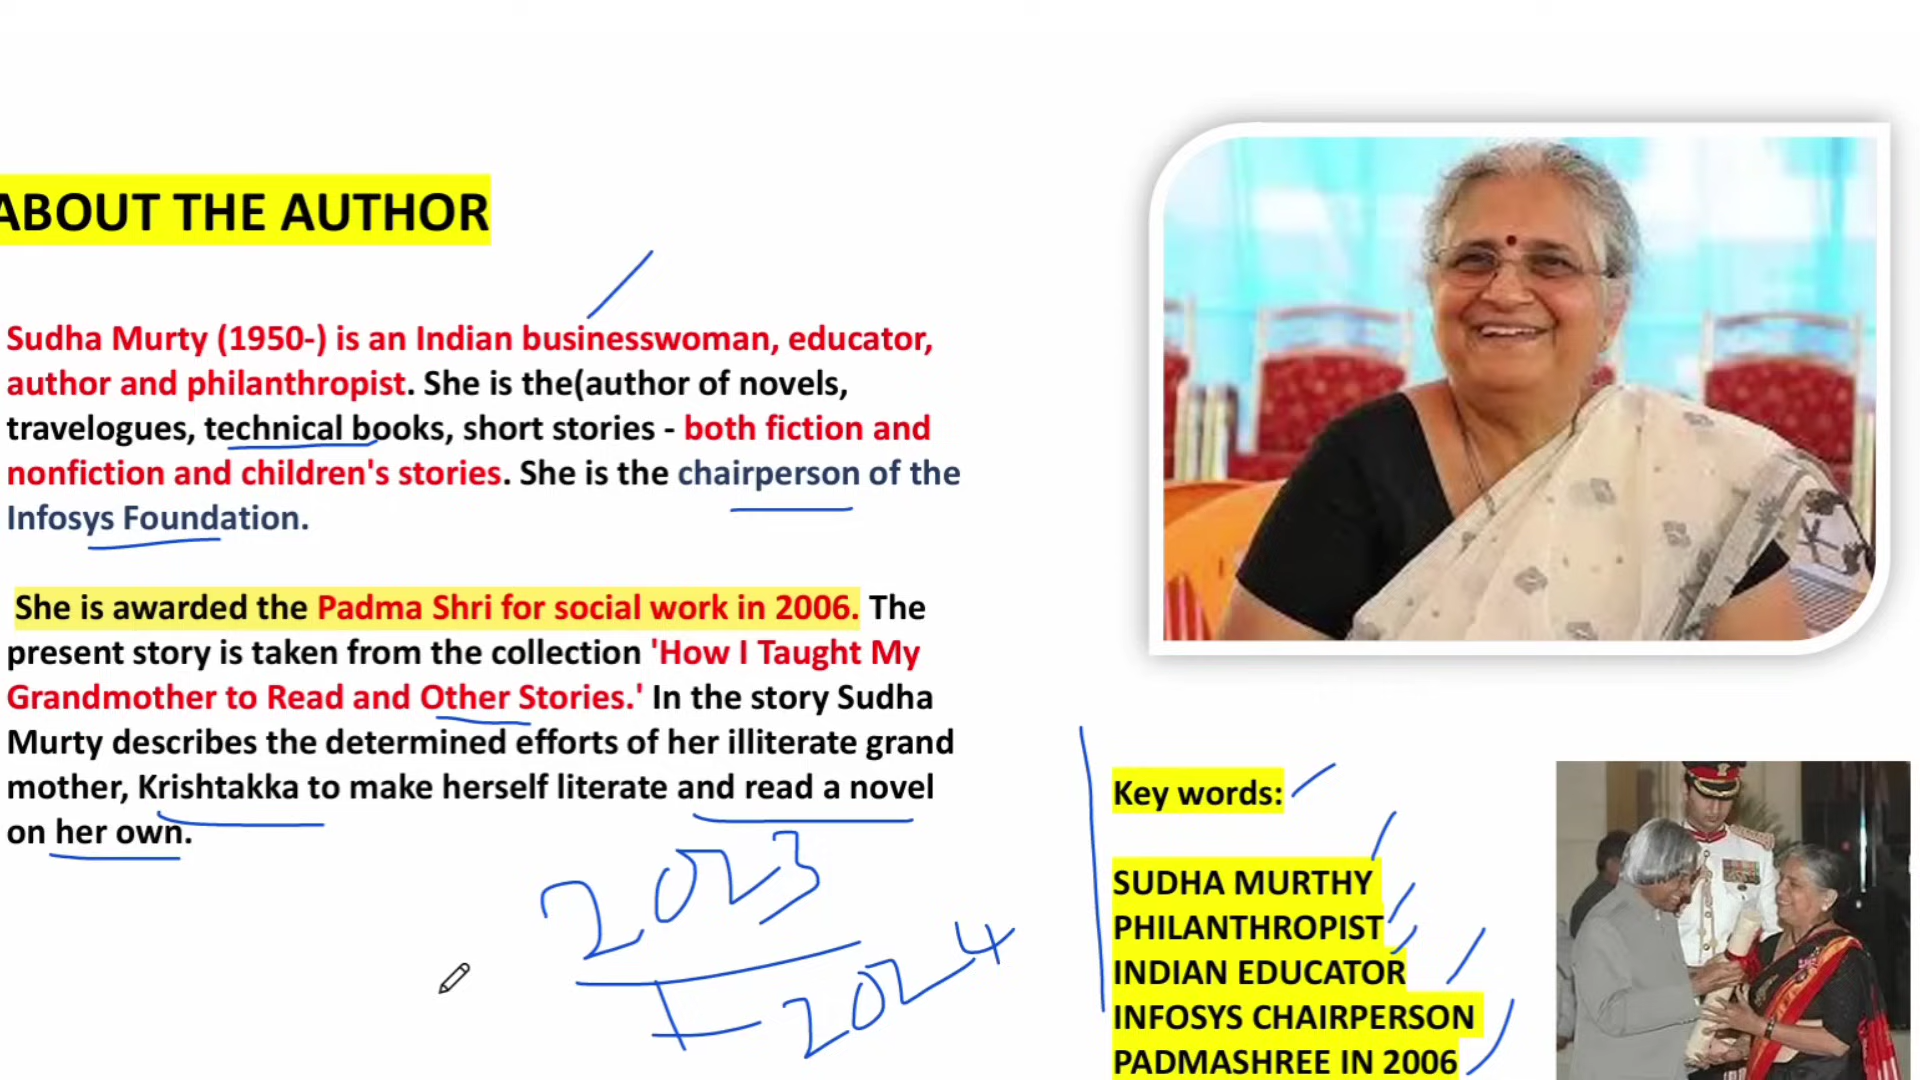 ABOUT THE AUTHOR
Sudha Murty (1950-) is an Indian businesswoman, educator,
author and philanthropist. She is the(author of novels,
travelogues, technical books, short stories - both fiction and
nonfiction and children's stories. She is the chairperson of the
Infosys Foundation.
She is awarded the Padma Shri for social work in 2006. The
present story is taken from the collection 'How I Taught My
Grandmother to Read and Other Stories.' In the story Sudha
Murty describes the determined efforts of her illiterate grand
mother, Krishtakka to make herself literate and read a novel
on her own.
2023
2024
Key words:
SUDHA MURTHY
PHILANTHROPIST
INDIAN EDUCATOR
INFOSYS CHAIRPERSON
PADMASHREE IN 2006